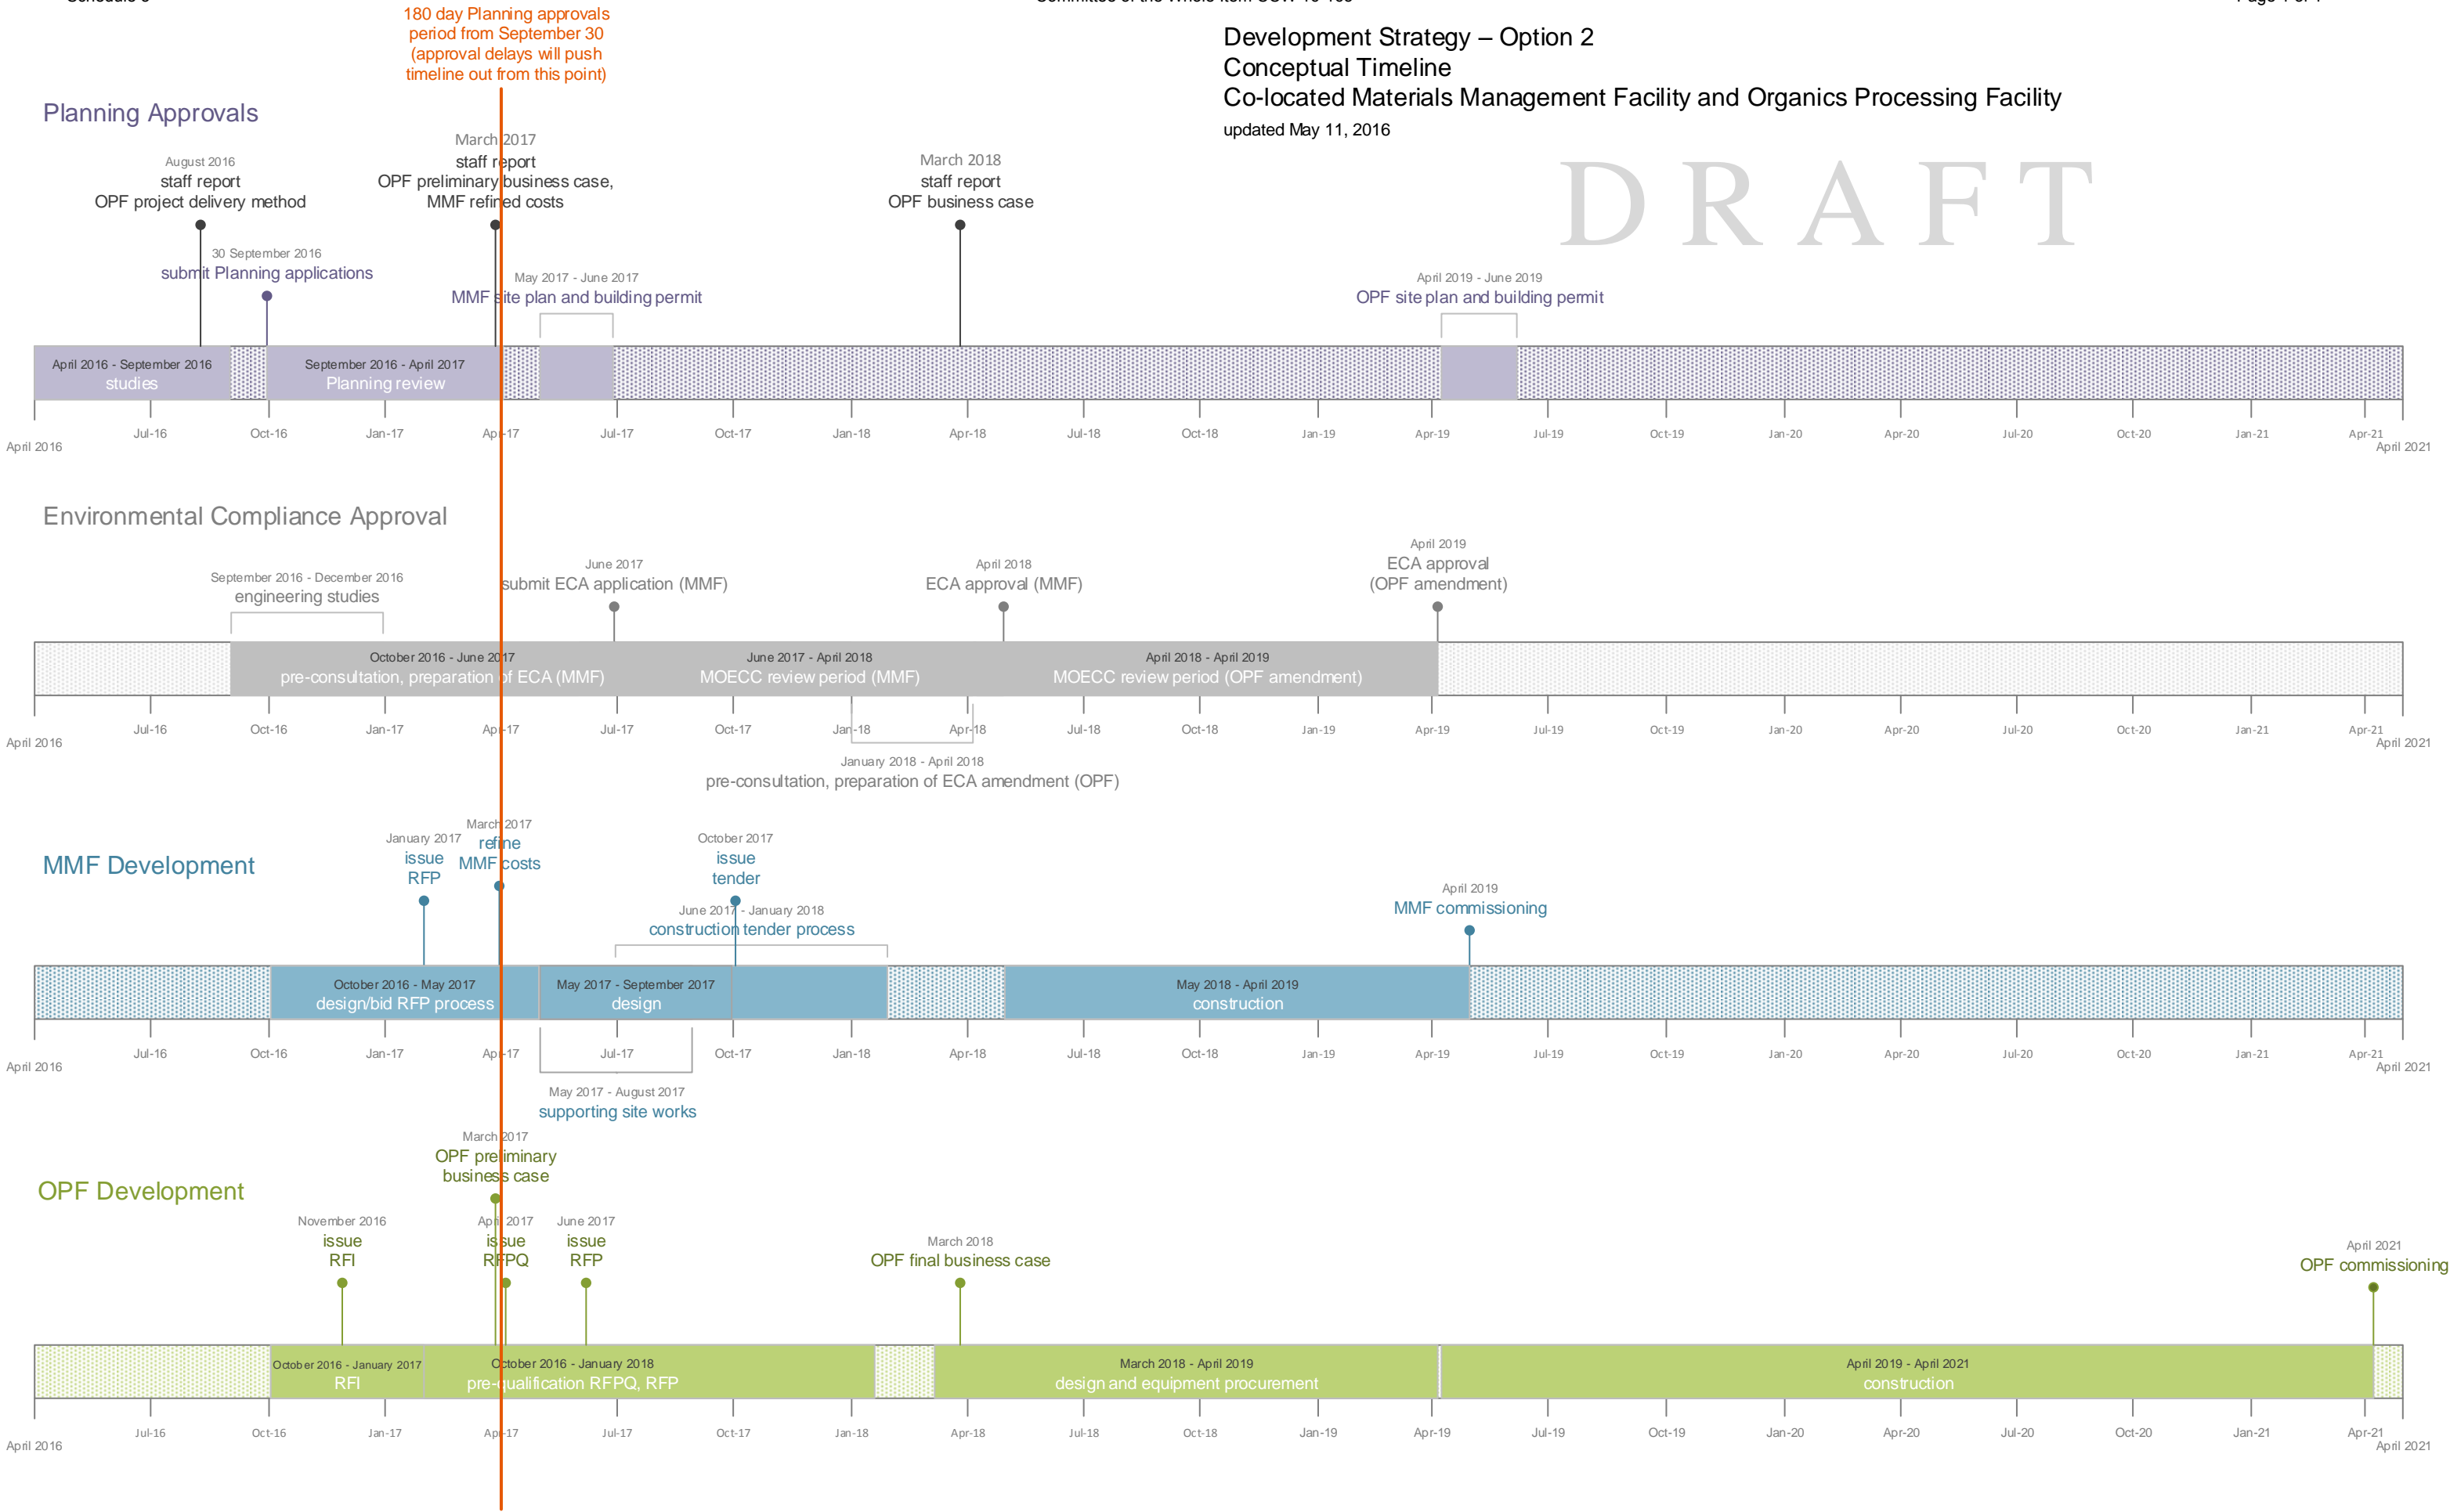 180 day Planning approvals
period from September 30
(approval delays will push
timeline out from this point)
Development Strategy – Option 2
Conceptual Timeline
Co-located Materials Management Facility and Organics Processing Facility
updated May 11, 2016
DRAFT
Planning Approvals
August 2016
staff report
OPF project delivery method
March 2017
staff report
OPF preliminary business case,
MMF refined costs
March 2018
staff report
OPF business case
30 September 2016
submit Planning applications
May 2017 - June 2017
MMF site plan and building permit
April 2019 - June 2019
OPF site plan and building permit
April 2016 - September 2016
studies
September 2016 - April 2017
Planning review
Jul-16 Oct-16 Jan-17 Apr-17 Jul-17 Oct-17 Jan-18 Apr-18 Jul-18 Oct-18 Jan-19 Apr-19 Jul-19 Oct-19 Jan-20 Apr-20 Jul-20 Oct-20 Jan-21 Apr-21
April 2016 April 2021
Environmental Compliance Approval
September 2016 - December 2016
engineering studies
June 2017
submit ECA application (MMF)
April 2018
ECA approval (MMF)
April 2019
ECA approval
(OPF amendment)
October 2016 - June 2017
pre-consultation, preparation of ECA (MMF)
June 2017 - April 2018
MOECC review period (MMF)
April 2018 - April 2019
MOECC review period (OPF amendment)
Jul-16 Oct-16 Jan-17 Apr-17 Jul-17 Oct-17 Jan-18 Apr-18 Jul-18 Oct-18 Jan-19 Apr-19 Jul-19 Oct-19 Jan-20 Apr-20 Jul-20 Oct-20 Jan-21 Apr-21
April 2016 April 2021
January 2018 - April 2018
pre-consultation, preparation of ECA amendment (OPF)
MMF Development
January 2017
issue
RFP
March 2017
refine
MMF costs
October 2017
issue
tender
June 2017 - January 2018
construction tender process
April 2019
MMF commissioning
October 2016 - May 2017
design/bid RFP process
May 2017 - September 2017
design
May 2018 - April 2019
construction
Jul-16 Oct-16 Jan-17 Apr-17 Jul-17 Oct-17 Jan-18 Apr-18 Jul-18 Oct-18 Jan-19 Apr-19 Jul-19 Oct-19 Jan-20 Apr-20 Jul-20 Oct-20 Jan-21 Apr-21
April 2016 April 2021
May 2017 - August 2017
supporting site works
OPF Development
March 2017
OPF preliminary
business case
November 2016
issue
RFI
April 2017
issue
RFPQ
June 2017
issue
RFP
March 2018
OPF final business case
April 2021
OPF commissioning
October 2016 - January 2017
RFI
October 2016 - January 2018
pre-qualification RFPQ, RFP
March 2018 - April 2019
design and equipment procurement
April 2019 - April 2021
construction
Jul-16 Oct-16 Jan-17 Apr-17 Jul-17 Oct-17 Jan-18 Apr-18 Jul-18 Oct-18 Jan-19 Apr-19 Jul-19 Oct-19 Jan-20 Apr-20 Jul-20 Oct-20 Jan-21 Apr-21
April 2016 April 2021